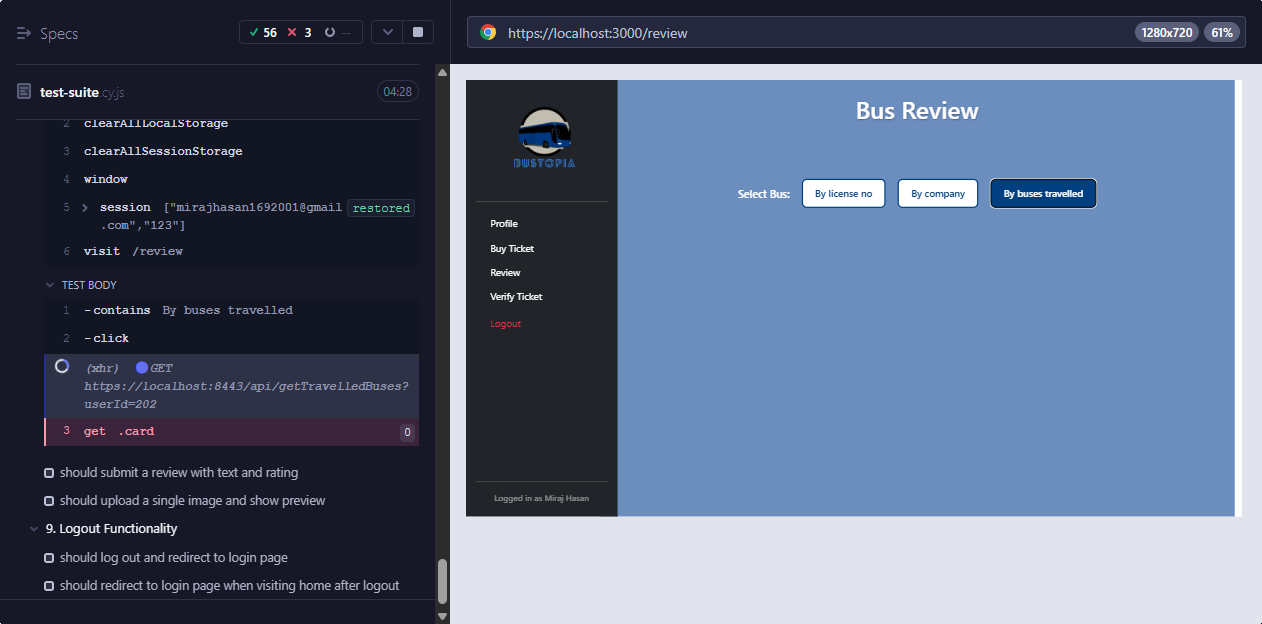 Specs
56 3 --
test-suite.cy.js 04:28
2 clearAllLocalStorage
3 clearAllSessionStorage
4 window
5 session ["mirajhasan1692001@gmail restored
.com","123"]
6 visit /review
TEST BODY
1 -contains By buses travelled
2 -click
(xhr) GET
https://localhost:8443/api/getTravelledBuses?
userId=202
3 get .card 0
should submit a review with text and rating
should upload a single image and show preview
9. Logout Functionality
should log out and redirect to login page
should redirect to login page when visiting home after logout
https://localhost:3000/review 1280x720 61%
BUSTOPIA
Profile
Buy Ticket
Review
Verify Ticket
Logout
Logged in as Miraj Hasan
Bus Review
Select Bus: By license no By company By buses travelled